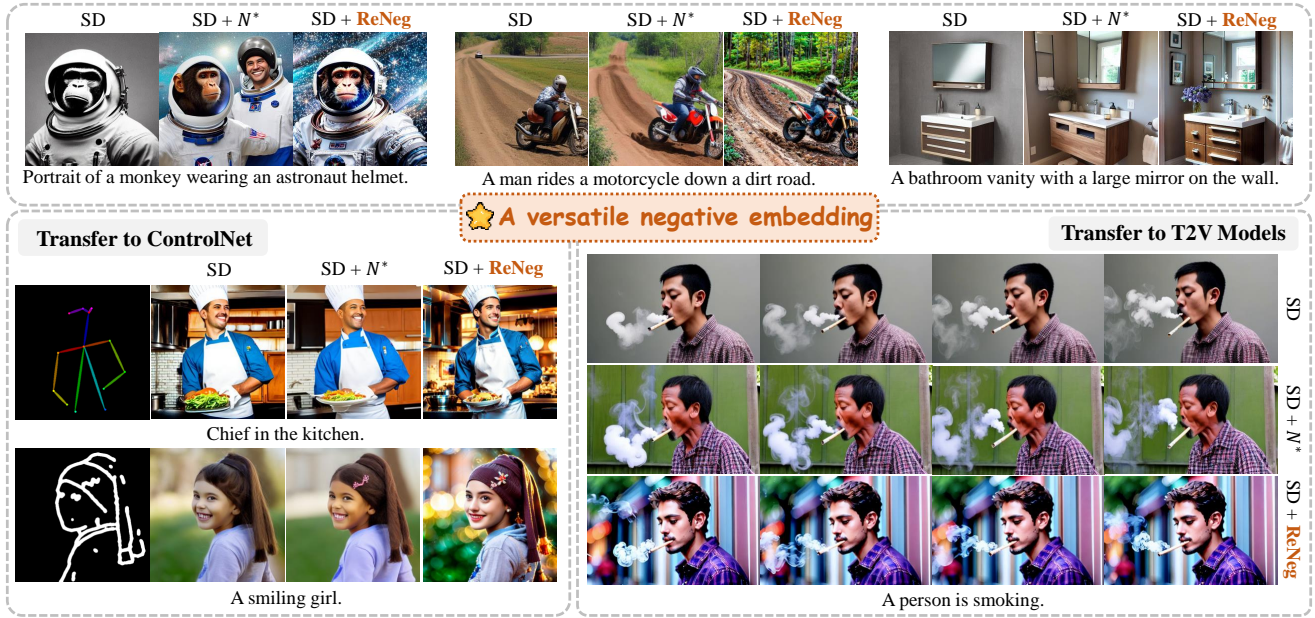 SD SD + N* SD + ReNeg
SD SD + N* SD + ReNeg
SD SD + N* SD + ReNeg
Portrait of a monkey wearing an astronaut helmet.
A man rides a motorcycle down a dirt road.
A bathroom vanity with a large mirror on the wall.
A versatile negative embedding
Transfer to ControlNet
SD SD + N* SD + ReNeg
Chief in the kitchen.
A smiling girl.
Transfer to T2V Models
SD
SD + N*
SD + ReNeg
A person is smoking.